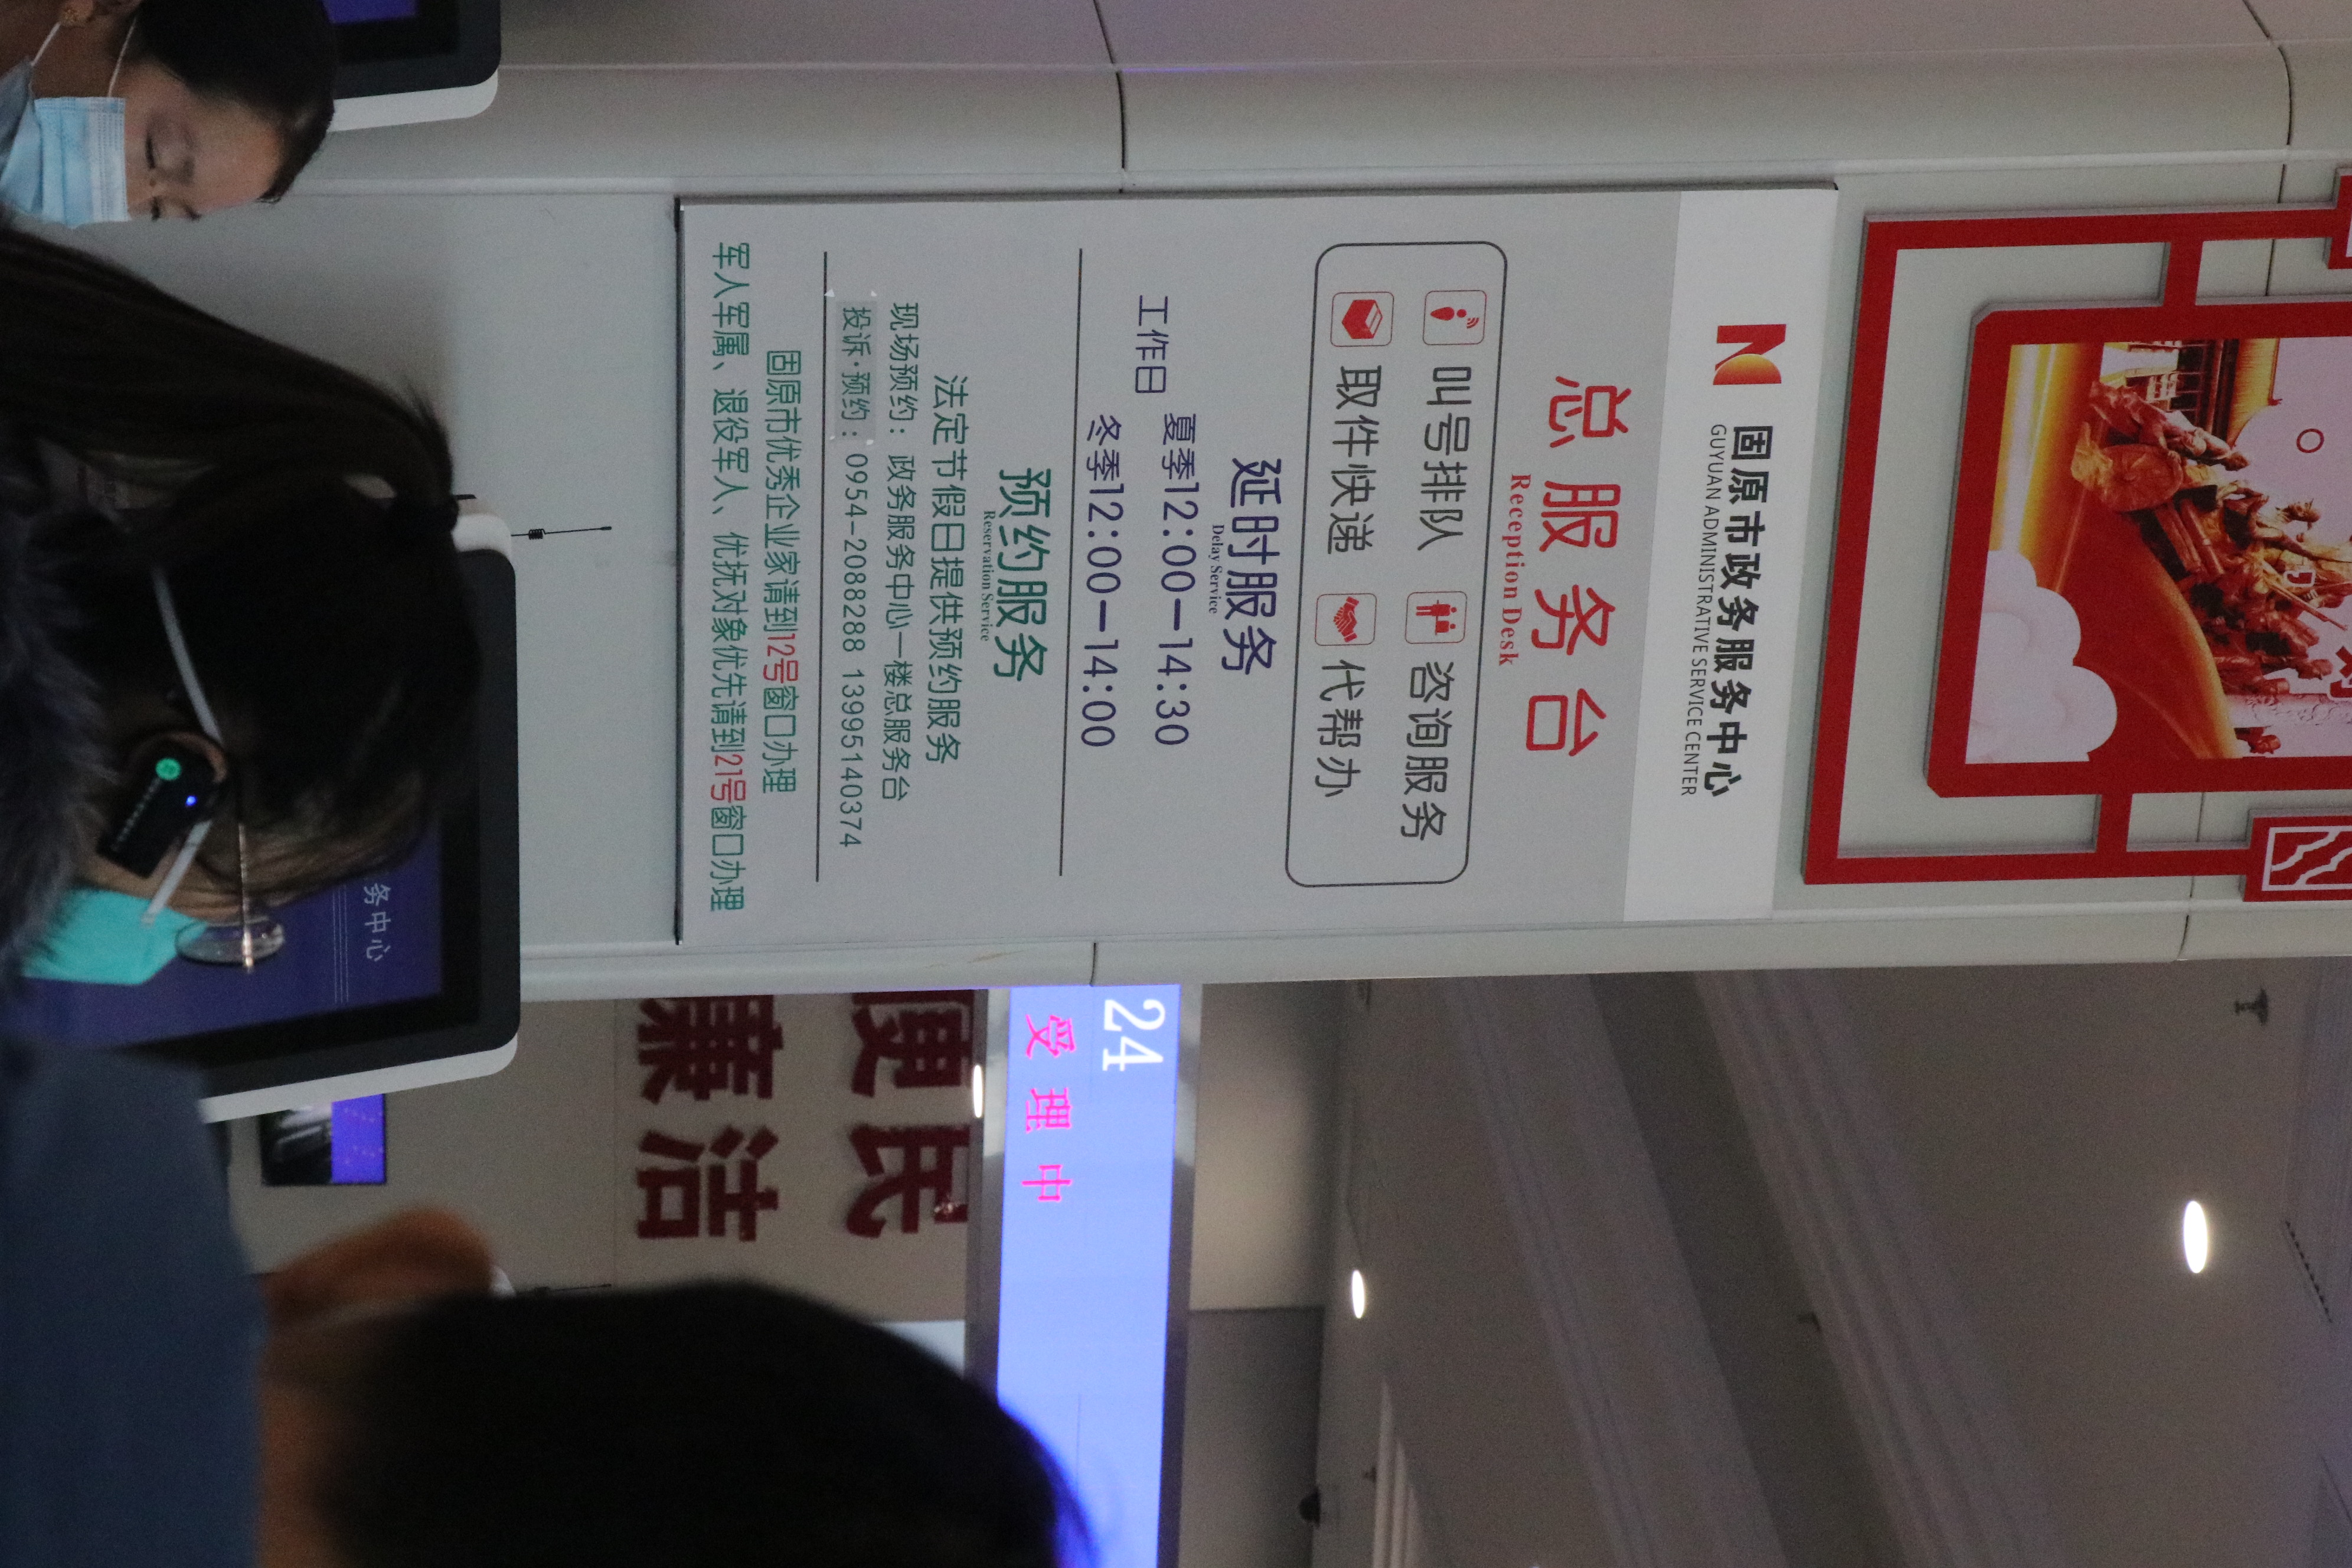 固原市政务服务中心
GUYUAN ADMINISTRATIVE SERVICE CENTER
总服务台
Reception Desk
叫号排队 咨询服务
取件快递 代帮办
延时服务
Delay Service
工作日
夏季12:00—14:30
冬季12:00—14:00
预约服务
Reservation Service
法定节假日提供预约服务
现场预约：政务服务中心一楼总服务台
投诉·预约：0954-2088288 13995140374
固原市优秀企业家请到12号窗口办理
军人军属、退役军人、优抚对象优先请到21号窗口办理
24
受理中
便民
廉洁
务中心